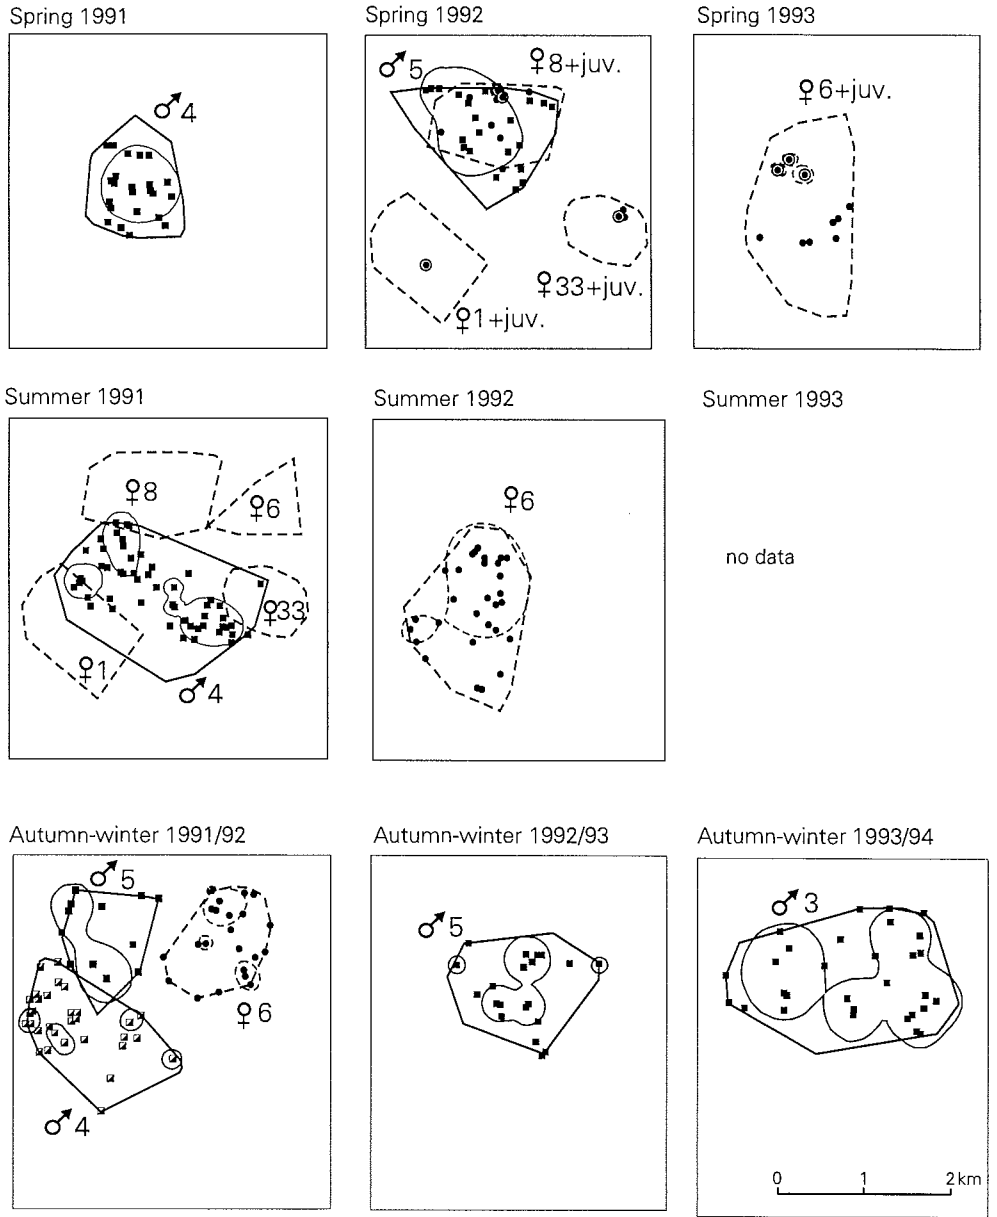 Spring 1991
Spring 1992
Spring 1993
♂4
♂5
♀8+juv.
♀33+juv.
♀1+juv.
♀6+juv.
Summer 1991
Summer 1992
Summer 1993
♀8
♀6
♀33
♀1
♂4
♀6
no data
Autumn-winter 1991/92
Autumn-winter 1992/93
Autumn-winter 1993/94
♂5
♀6
♂4
♂5
♂3
0 1 2 km